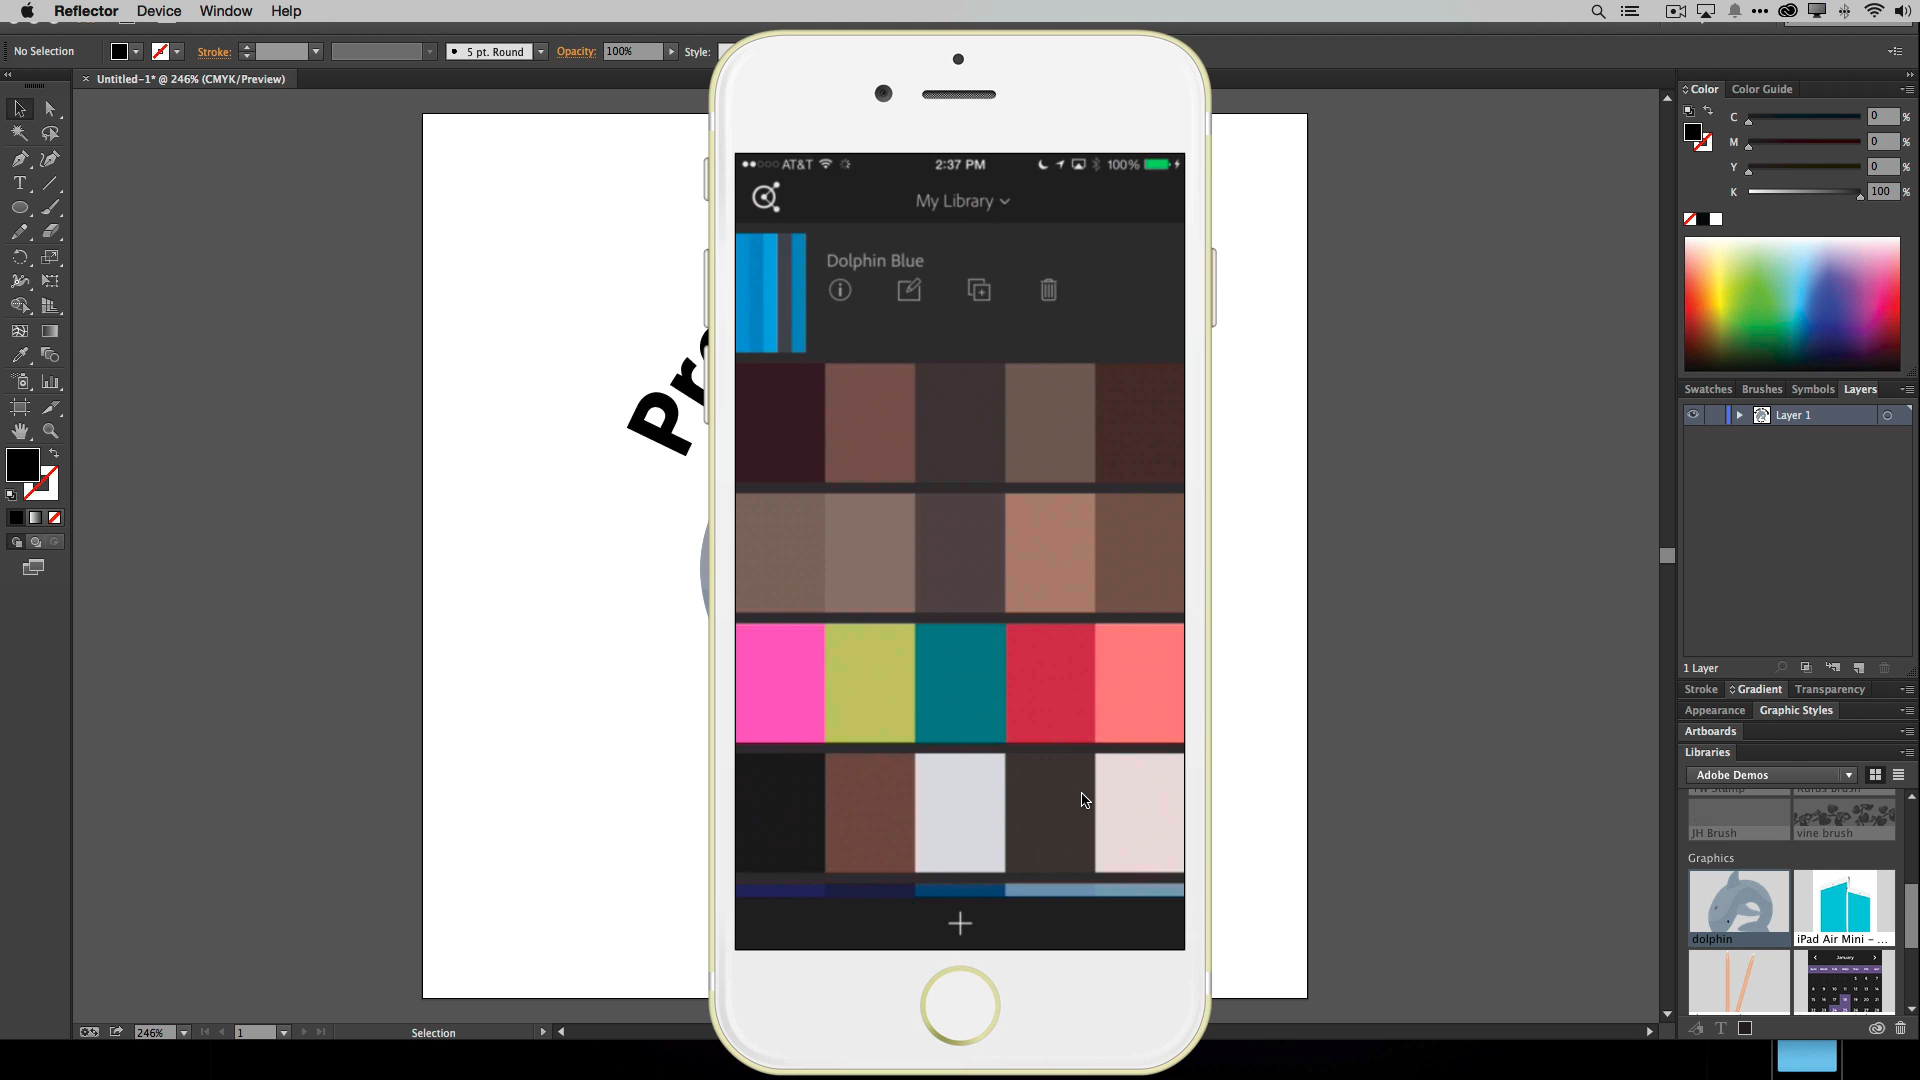 Reflector Device Window Help
No Selection Stroke: 5 pt. Round Opacity: 100% Style:
× Untitled-1* @ 246% (CMYK/Preview)
AT&T 2:37 PM 100%
My Library
Dolphin Blue
Pr
Color Color Guide
C 0 %
M 0 %
Y 0 %
K 100 %
Swatches Brushes Symbols Layers
Layer 1
1 Layer
Stroke Gradient Transparency
Appearance Graphic Styles
Artboards
Libraries
Adobe Demos
JH Brush vine brush
Graphics
dolphin iPad Air Mini - ...
January
246% 1 Selection